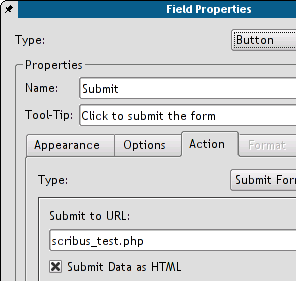 Field Properties
Type: Button
Properties
Name: Submit
Tool-Tip: Click to submit the form
Appearance Options Action Format
Type: Submit Form
Submit to URL:
scribus_test.php
Submit Data as HTML